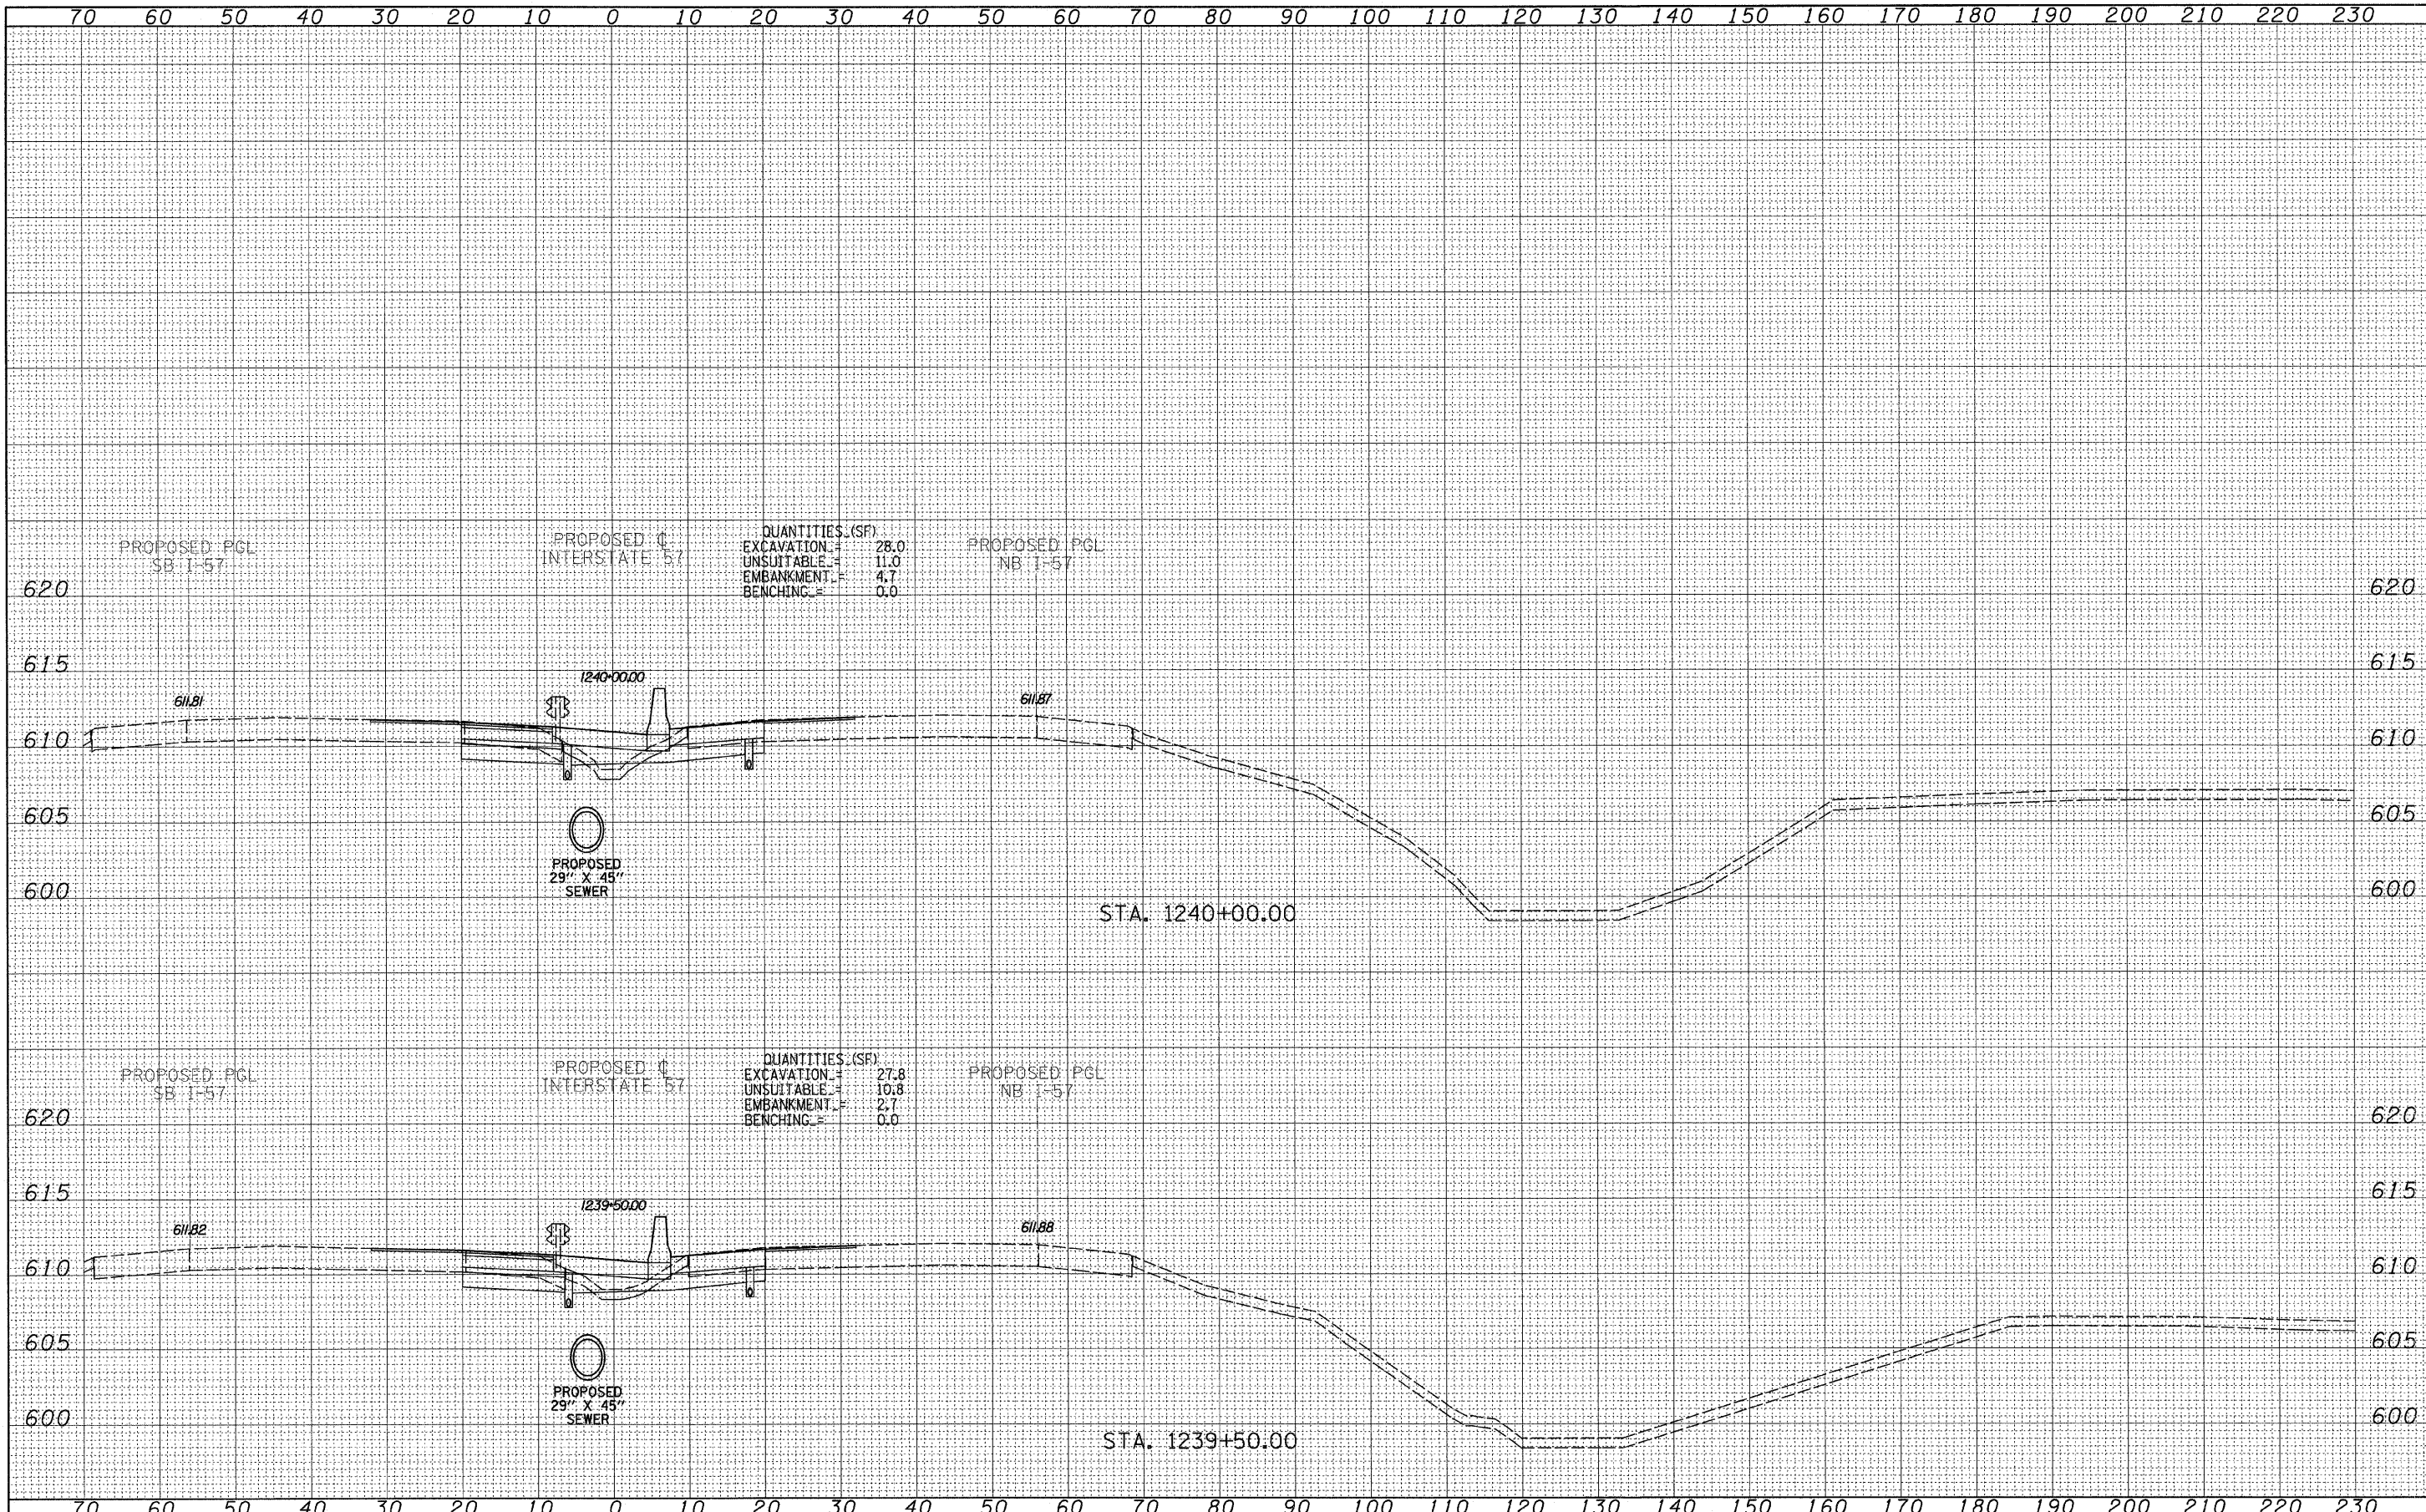 70 60 50 40 30 20 10 0 10 20 30 40 50 60 70 80 90 100 110 120 130 140 150 160 170 180 190 200 210 220 230
PROPOSED PGL
SB I-57
PROPOSED ℄
INTERSTATE 57
QUANTITIES (SF)
EXCAVATION = 28.0
UNSUITABLE = 11.0
EMBANKMENT = 4.7
BENCHING = 0.0
PROPOSED PGL
NB I-57
620 620
615 615
1240+00.00
611.81 611.87
610 610
605 605
PROPOSED
29" X 45"
SEWER
600 600
STA. 1240+00.00
PROPOSED PGL
SB I-57
PROPOSED ℄
INTERSTATE 57
QUANTITIES (SF)
EXCAVATION = 27.8
UNSUITABLE = 10.8
EMBANKMENT = 2.7
BENCHING = 0.0
PROPOSED PGL
NB I-57
620 620
615 615
1239+50.00
611.82 611.88
610 610
605 605
PROPOSED
29" X 45"
SEWER
600 600
STA. 1239+50.00
70 60 50 40 30 20 10 0 10 20 30 40 50 60 70 80 90 100 110 120 130 140 150 160 170 180 190 200 210 220 230